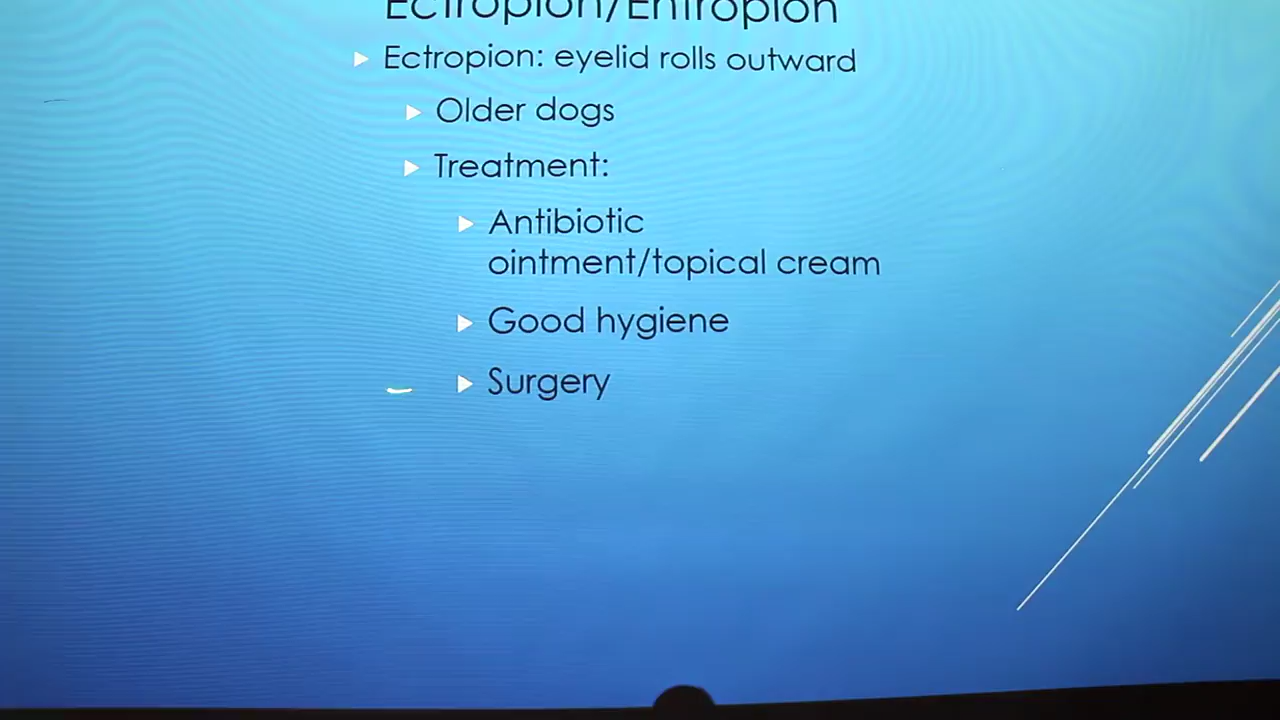 Ectropion/Entropion
Ectropion: eyelid rolls outward
Older dogs
Treatment:
Antibiotic
ointment/topical cream
Good hygiene
Surgery